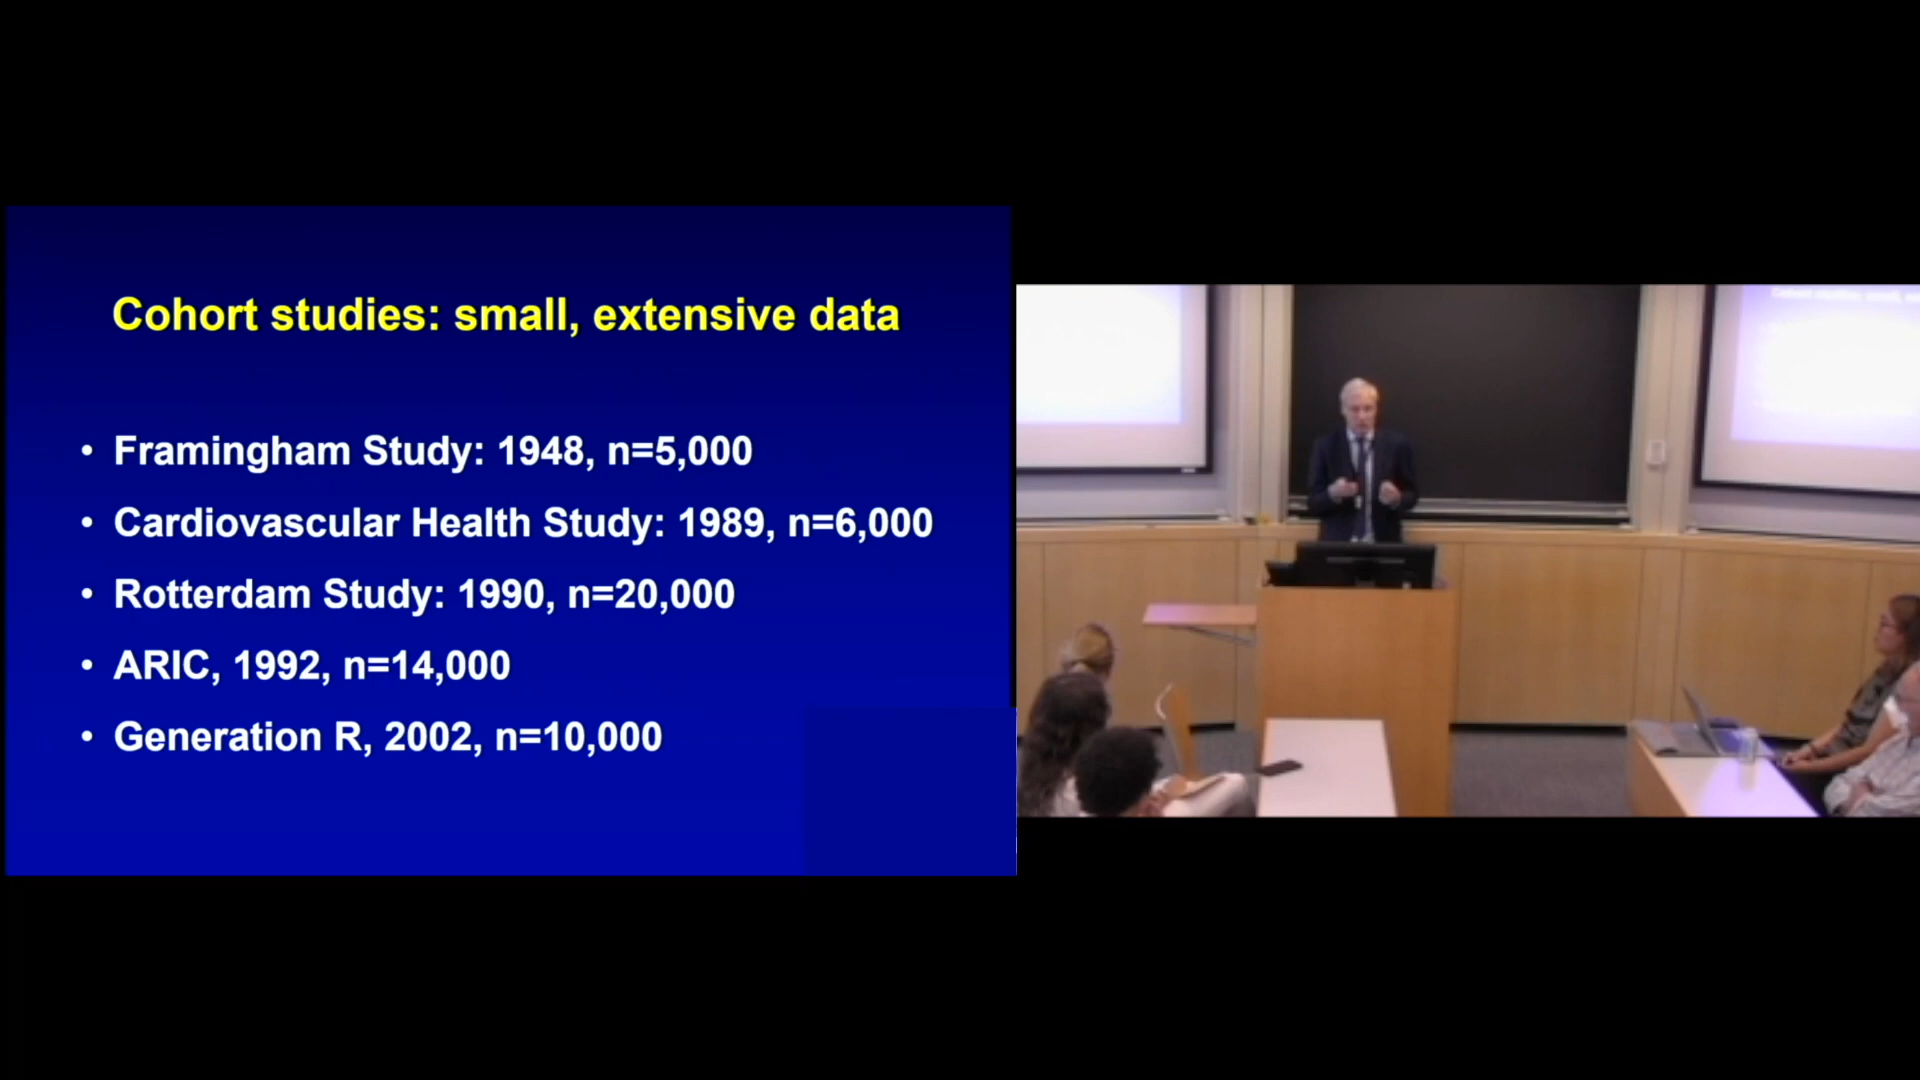 Cohort studies: small, extensive data
• Framingham Study: 1948, n=5,000
• Cardiovascular Health Study: 1989, n=6,000
• Rotterdam Study: 1990, n=20,000
• ARIC, 1992, n=14,000
• Generation R, 2002, n=10,000